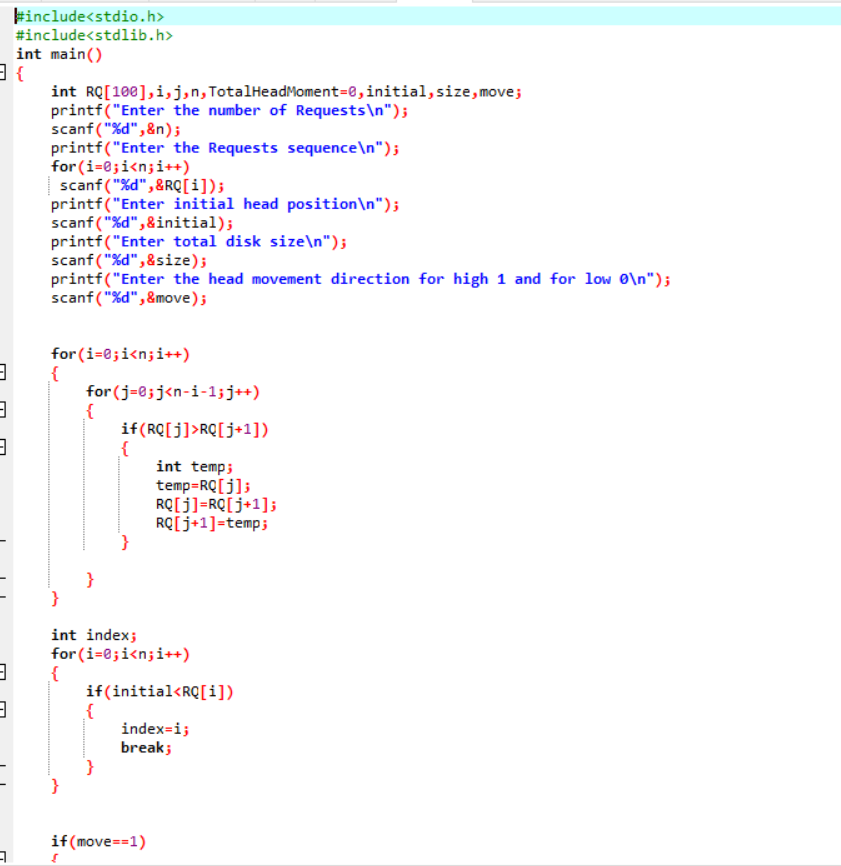 #include<stdio.h>
#include<stdlib.h>
int main()
{
    int RQ[100],i,j,n,TotalHeadMoment=0,initial,size,move;
    printf("Enter the number of Requests\n");
    scanf("%d",&n);
    printf("Enter the Requests sequence\n");
    for(i=0;i<n;i++)
     scanf("%d",&RQ[i]);
    printf("Enter initial head position\n");
    scanf("%d",&initial);
    printf("Enter total disk size\n");
    scanf("%d",&size);
    printf("Enter the head movement direction for high 1 and for low 0\n");
    scanf("%d",&move);
    for(i=0;i<n;i++)
    {
        for(j=0;j<n-i-1;j++)
        {
            if(RQ[j]>RQ[j+1])
            {
                int temp;
                temp=RQ[j];
                RQ[j]=RQ[j+1];
                RQ[j+1]=temp;
            }
        }
    }
    int index;
    for(i=0;i<n;i++)
    {
        if(initial<RQ[i])
        {
            index=i;
            break;
        }
    }
    if(move==1)
    {